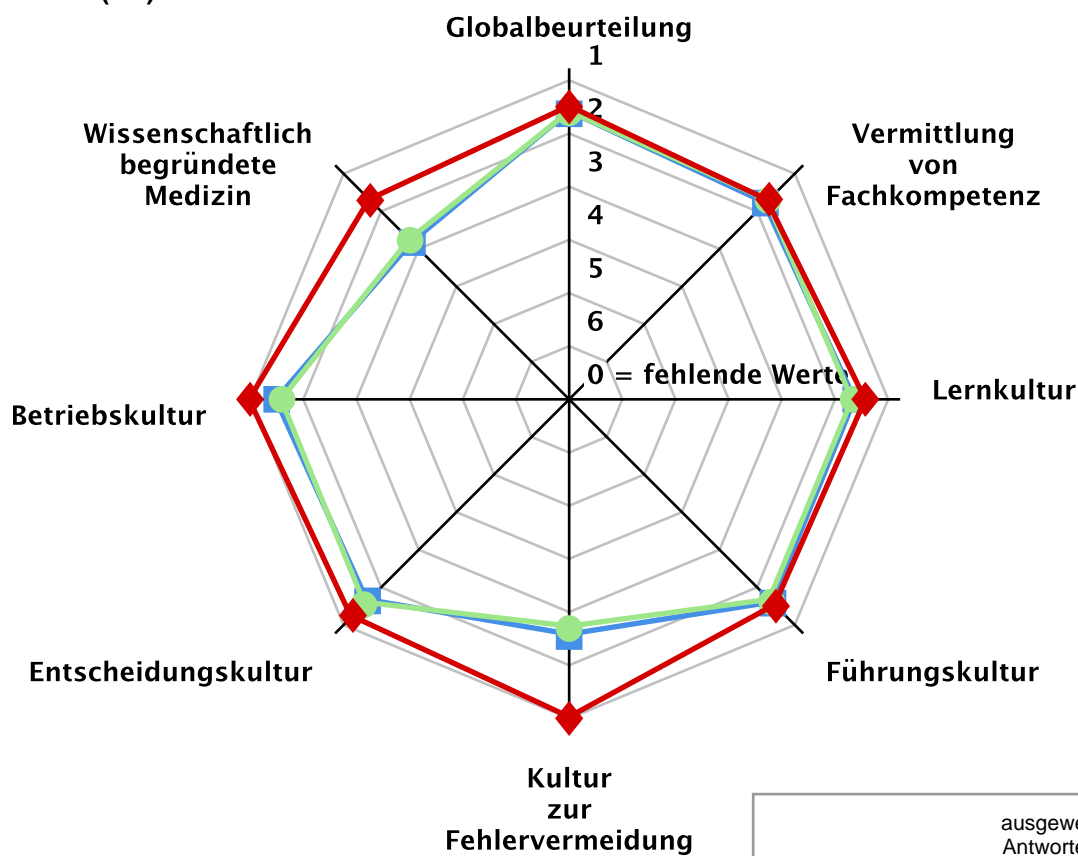 Globalbeurteilung
1
2
3
4
5
6
0 = fehlende Werte
Vermittlung
von
Fachkompetenz
Lernkultur
Führungskultur
Kultur
zur
Fehlervermeidung
Entscheidungskultur
Betriebskultur
Wissenschaftlich
begründete
Medizin